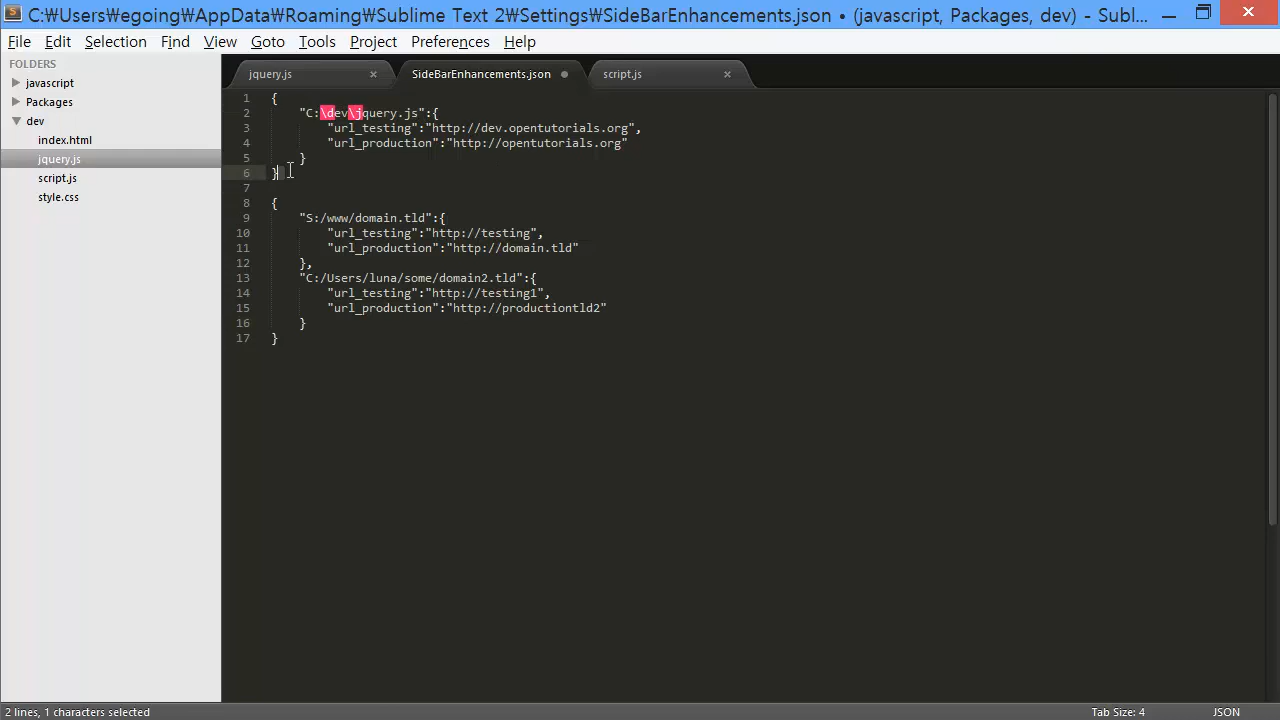 C:₩Users₩egoing₩AppData₩Roaming₩Sublime Text 2₩Settings₩SideBarEnhancements.json • (javascript, Packages, dev) - Subl...
File Edit Selection Find View Goto Tools Project Preferences Help
FOLDERS
javascript
Packages
dev
index.html
jquery.js
script.js
style.css
jquery.js × SideBarEnhancements.json script.js ×
1 {
2 "C:\dev\jquery.js":{
3 "url_testing":"http://dev.opentutorials.org",
4 "url_production":"http://opentutorials.org"
5 }
6 }
7
8 {
9 "S:/www/domain.tld":{
10 "url_testing":"http://testing",
11 "url_production":"http://domain.tld"
12 },
13 "C:/Users/luna/some/domain2.tld":{
14 "url_testing":"http://testing1",
15 "url_production":"http://productiontld2"
16 }
17 }
2 lines, 1 characters selected Tab Size: 4 JSON